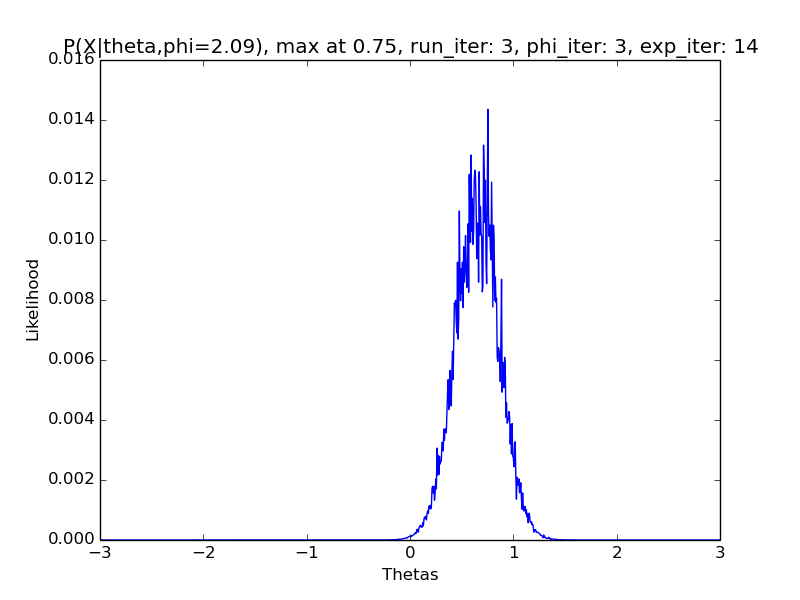 P(X|theta,phi=2.09), max at 0.75, run_iter: 3, phi_iter: 3, exp_iter: 14
0.016
0.014
0.012
0.010
0.008
0.006
0.004
0.002
0.000
Likelihood
−3 −2 −1 0 1 2 3
Thetas